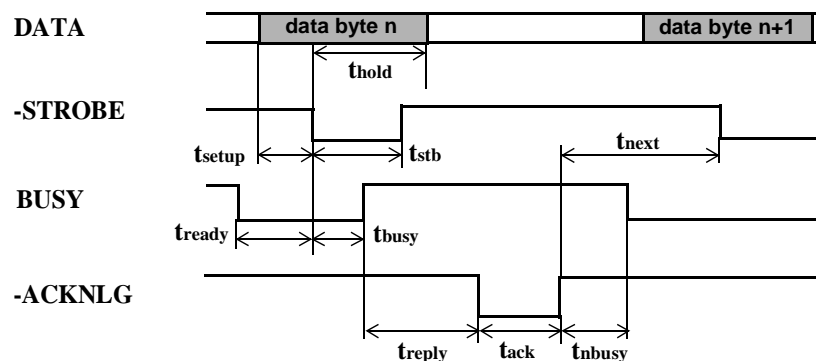 DATA
data byte n
data byte n+1
thold
-STROBE
tsetup
tstb
tnext
BUSY
tready
tbusy
-ACKNLG
treply
tack
tnbusy